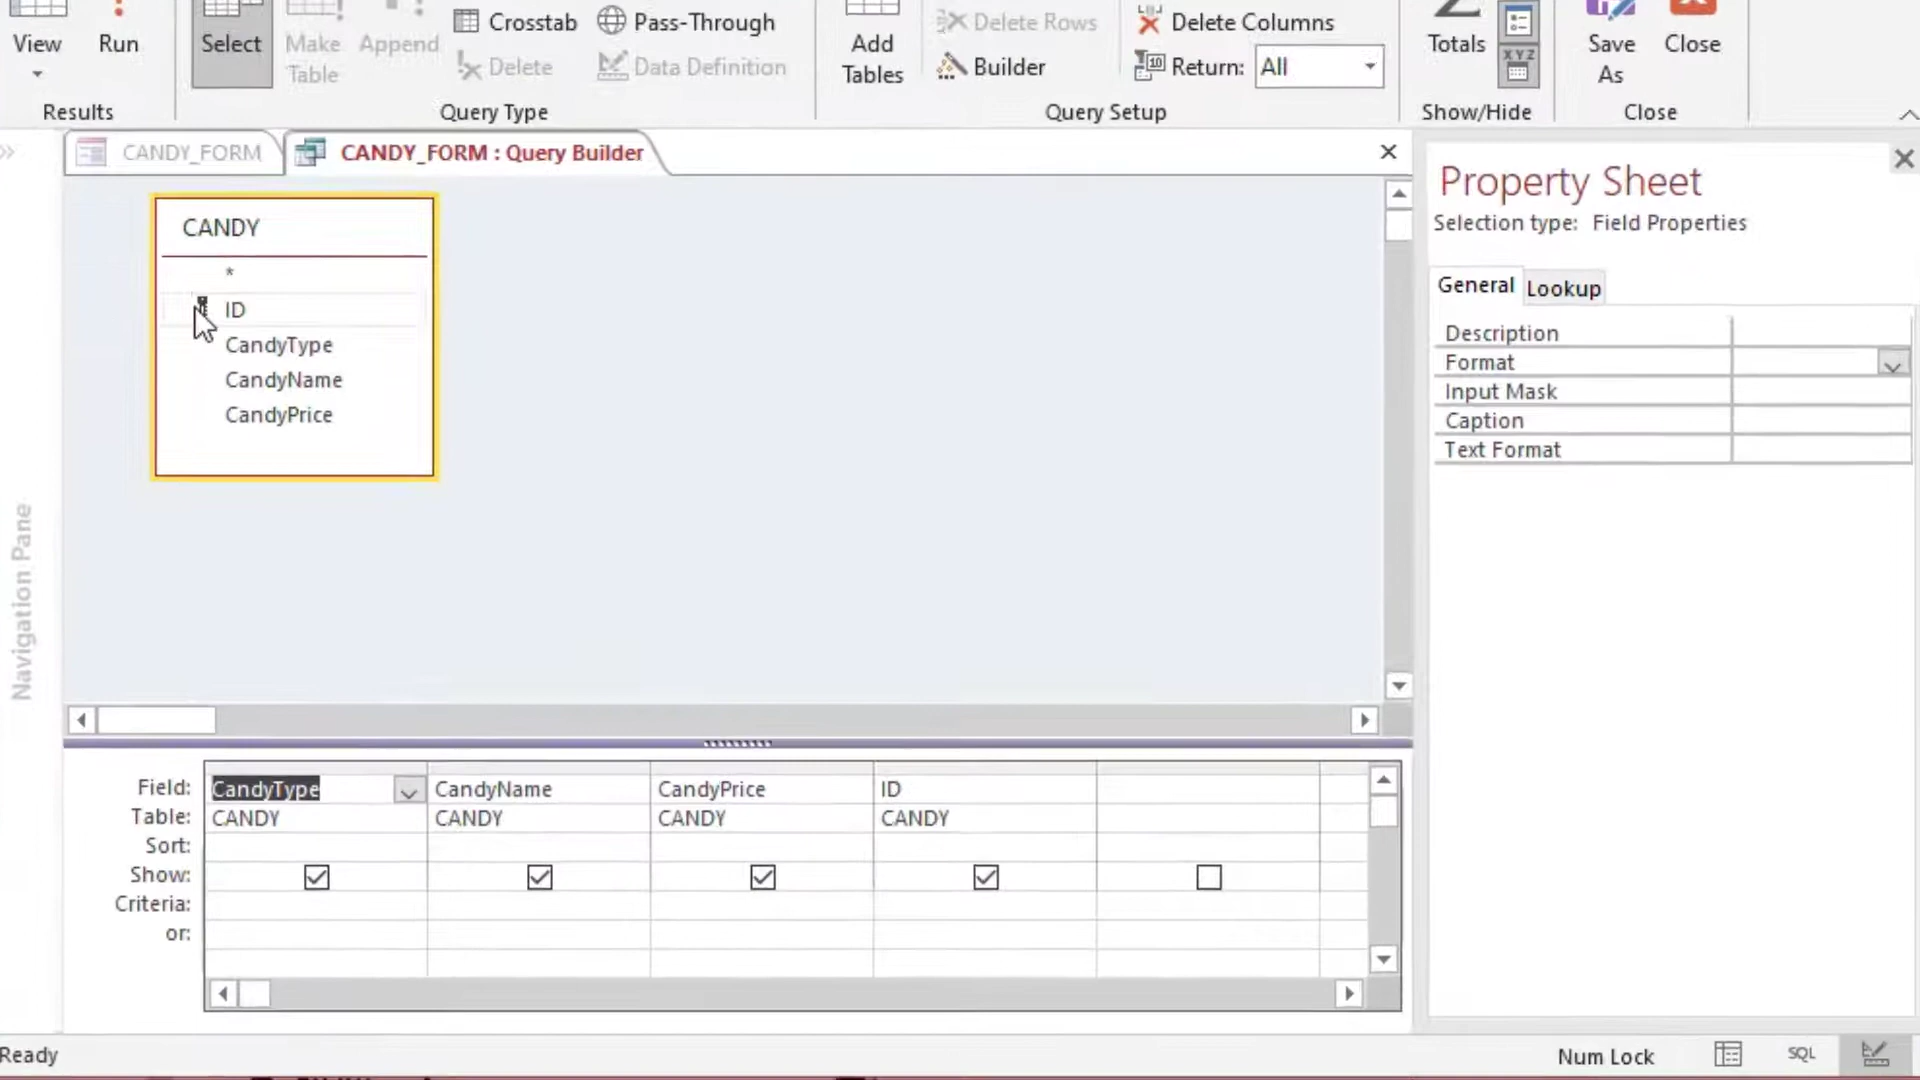 View
Run
Select
Make
Table
Append
Crosstab
Delete
Pass-Through
Data Definition
Add
Tables
Delete Rows
Builder
Delete Columns
Return: All
Totals
XYZ
Save
As
Close
Results
Query Type
Query Setup
Show/Hide
Close
CANDY_FORM
CANDY_FORM : Query Builder
CANDY
*
ID
CandyType
CandyName
CandyPrice
Navigation Pane
Property Sheet
Selection type: Field Properties
General Lookup
Description
Format
Input Mask
Caption
Text Format
Field: CandyType CandyName CandyPrice ID
Table: CANDY CANDY CANDY CANDY
Sort:
Show:
Criteria:
or:
Ready
Num Lock
SQL